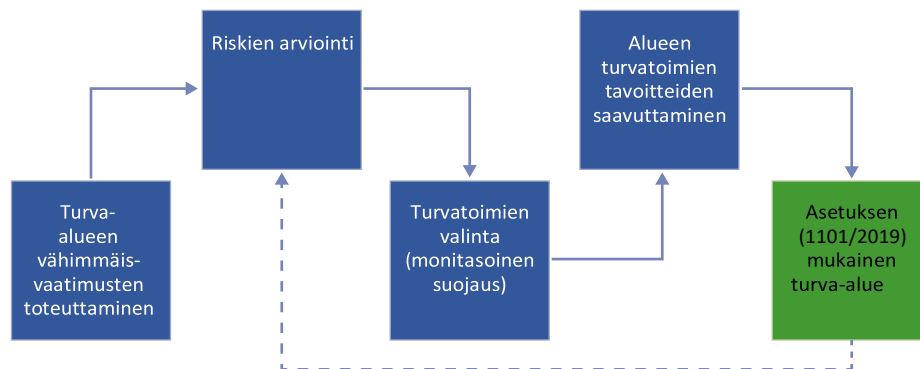 Turva-
alueen
vähimmäis-
vaatimusten
toteuttaminen
Riskien arviointi
Turvatoimien
valinta
(monitasoinen
suojaus)
Alueen
turvatoimien
tavoitteiden
saavuttaminen
Asetuksen
(1101/2019)
mukainen
turva-alue